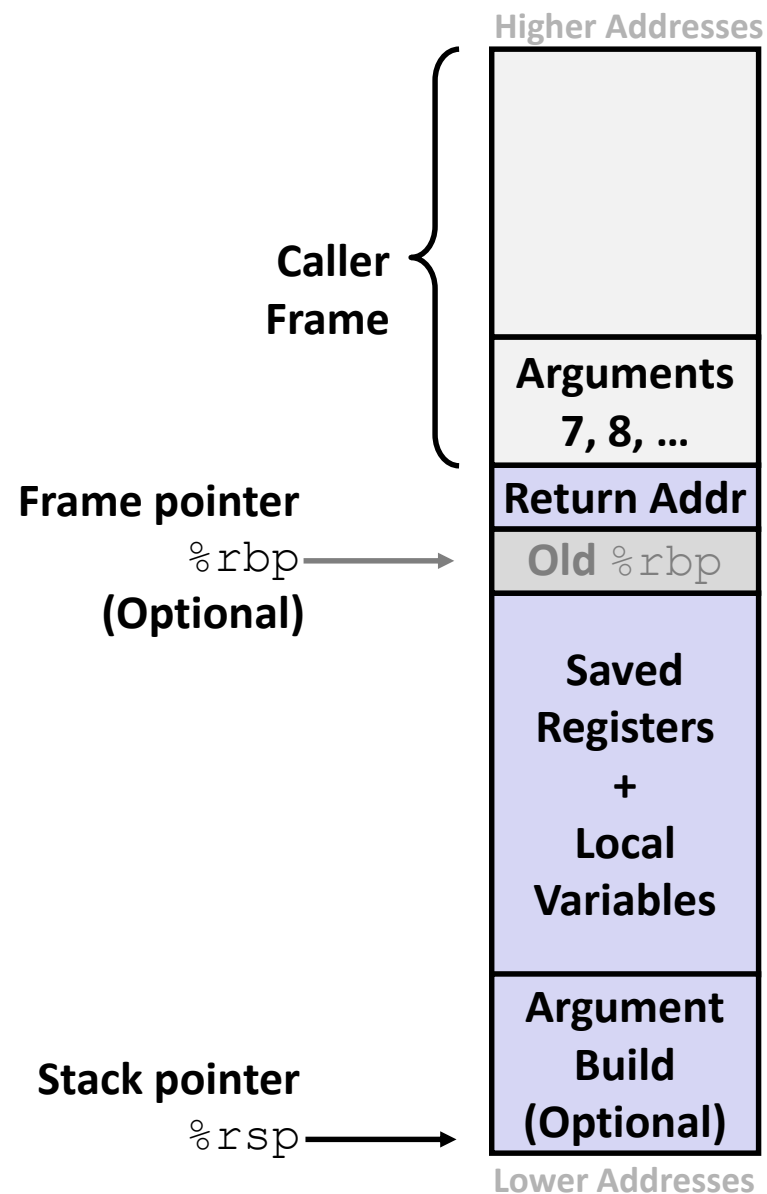 Higher Addresses
Caller
Frame
Arguments
7, 8, …
Return Addr
Frame pointer
%rbp
(Optional)
Old %rbp
Saved
Registers
+
Local
Variables
Argument
Build
(Optional)
Stack pointer
%rsp
Lower Addresses